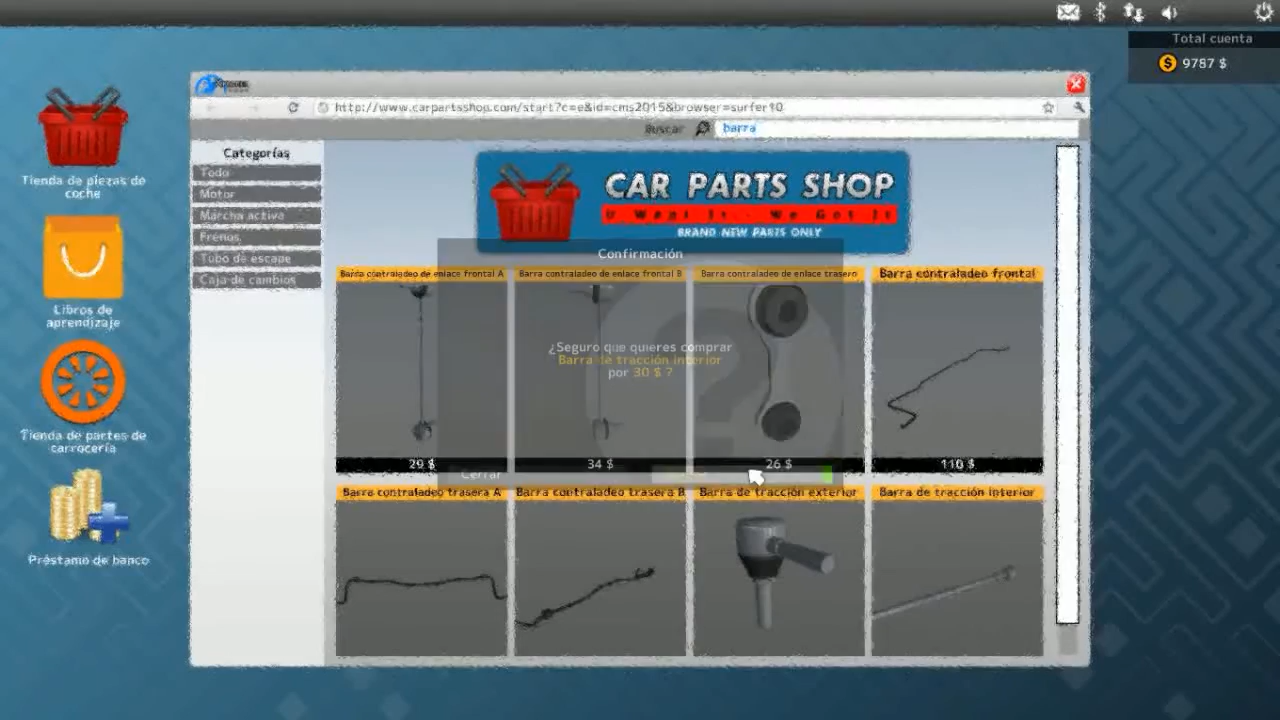 Total cuenta
9787 $
http://www.carpartsshop.com/start?c=e&id=cms2015&browser=surfer10
Buscar
barra
Categorías
Todo
Motor
Marcha activa
Frenos
Tubo de escape
Caja de cambios
Tienda de piezas de
coche
Libros de
aprendizaje
Tienda de partes de
carrocería
Préstamo de banco
CAR PARTS SHOP
U Want It - We Got It
BRAND NEW PARTS ONLY
Confirmación
¿Seguro que quieres comprar
Barra de tracción interior
por 30 $ ?
Cerrar
Barra contraladeo de enlace frontal A
Barra contraladeo de enlace frontal B
Barra contraladeo de enlace trasero
Barra contraladeo frontal
29 $
34 $
26 $
110 $
Barra contraladeo trasera A
Barra contraladeo trasera B
Barra de tracción exterior
Barra de tracción interior